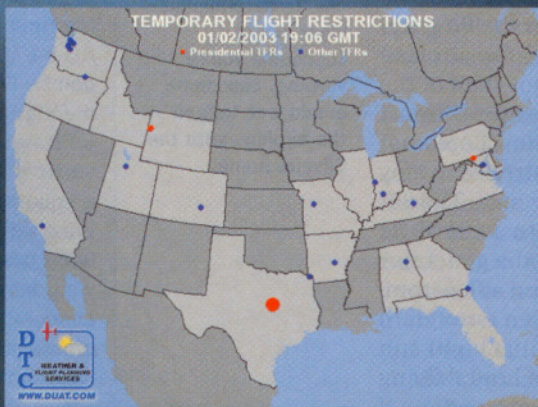 TEMPORARY FLIGHT RESTRICTIONS
01/02/2003 19:06 GMT
Presidential TFRs Other TFRs
DTC
WEATHER &
FLIGHT PLANNING
SERVICES
WWW.DUAT.COM